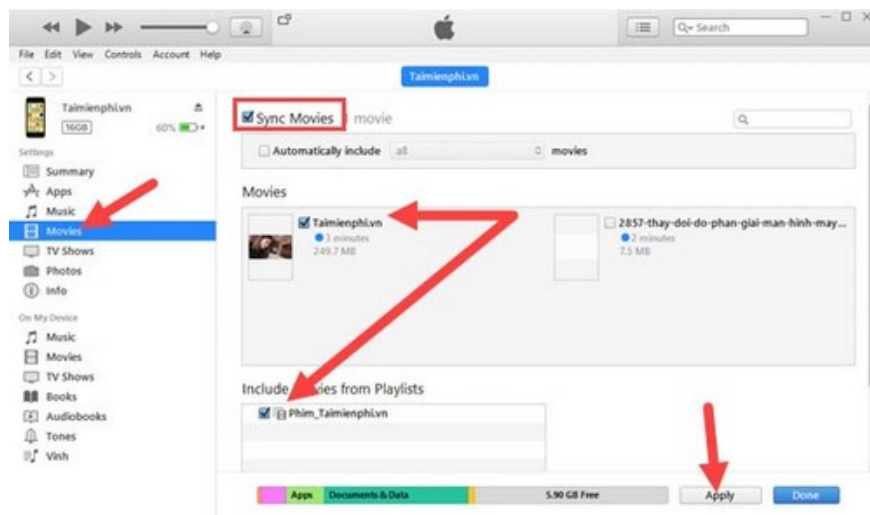 Search
File Edit View Controls Account Help
Taimienphi.vn
Taimienphi.vn
16GB 60%
Settings
Summary
Apps
Music
Movies
TV Shows
Photos
Info
On My Device
Music
Movies
TV Shows
Books
Audiobooks
Tones
Vinh
Sync Movies 1 movie
Automatically include all movies
Movies
Taimienphi.vn
3 minutes
249.7 MB
2857-thay-doi-do-phan-giai-man-hinh-may...
2 minutes
7.5 MB
Include Movies from Playlists
Phim_Taimienphi.vn
Apps Documents & Data 5.90 GB Free Apply Done